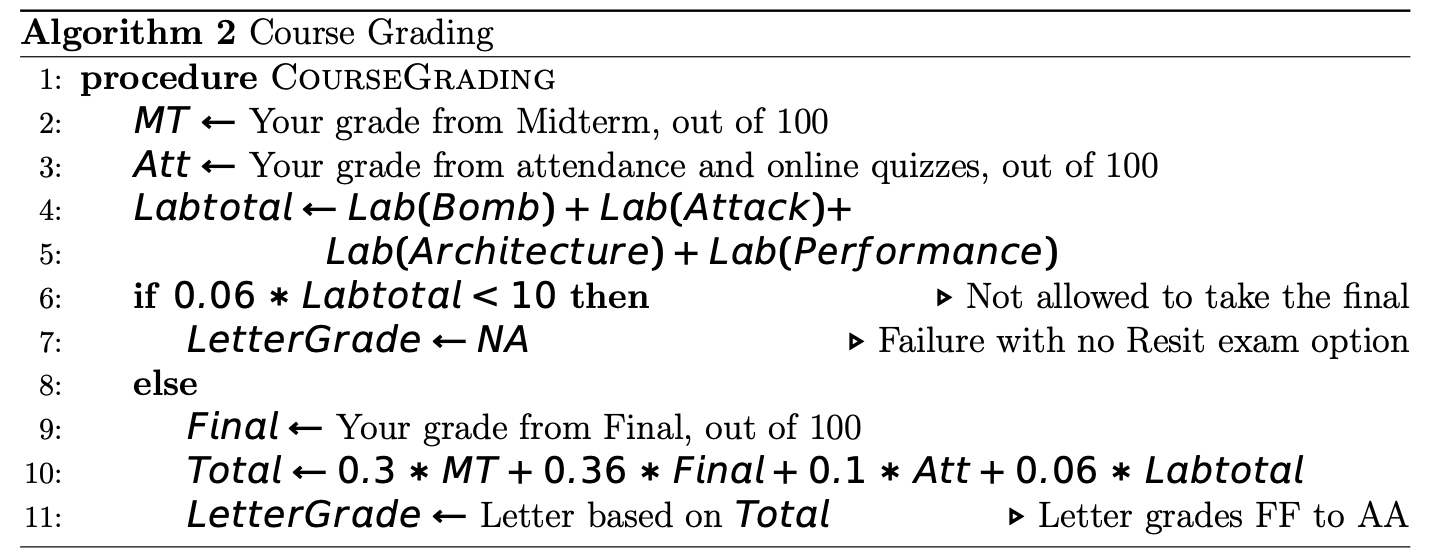 Algorithm 2 Course Grading
1: procedure COURSEGRADING
2: MT ← Your grade from Midterm, out of 100
3: Att ← Your grade from attendance and online quizzes, out of 100
4: Labtotal ← Lab(Bomb) + Lab(Attack)+
5: Lab(Architecture) + Lab(Performance)
6: if 0.06 ∗ Labtotal < 10 then ▷ Not allowed to take the final
7: LetterGrade ← NA ▷ Failure with no Resit exam option
8: else
9: Final ← Your grade from Final, out of 100
10: Total ← 0.3 ∗ MT + 0.36 ∗ Final + 0.1 ∗ Att + 0.06 ∗ Labtotal
11: LetterGrade ← Letter based on Total ▷ Letter grades FF to AA